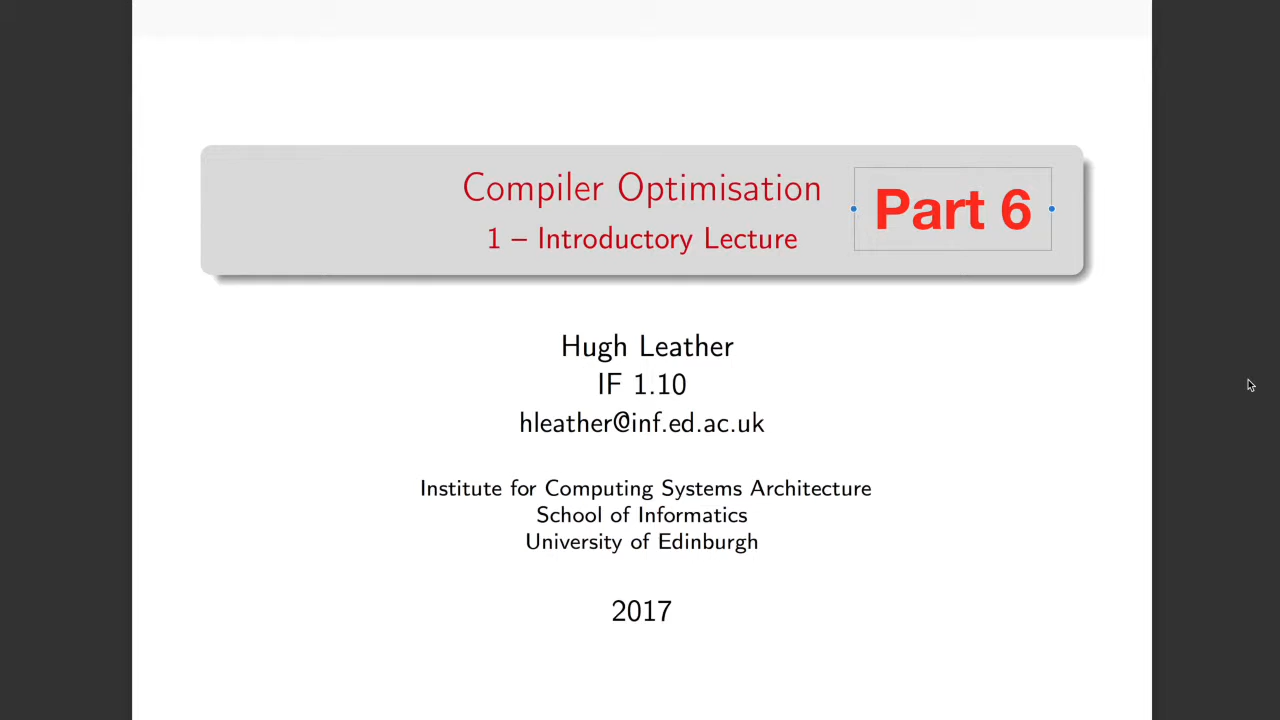 Compiler Optimisation
1 – Introductory Lecture
Part 6
Hugh Leather
IF 1.10
hleather@inf.ed.ac.uk
Institute for Computing Systems Architecture
School of Informatics
University of Edinburgh
2017